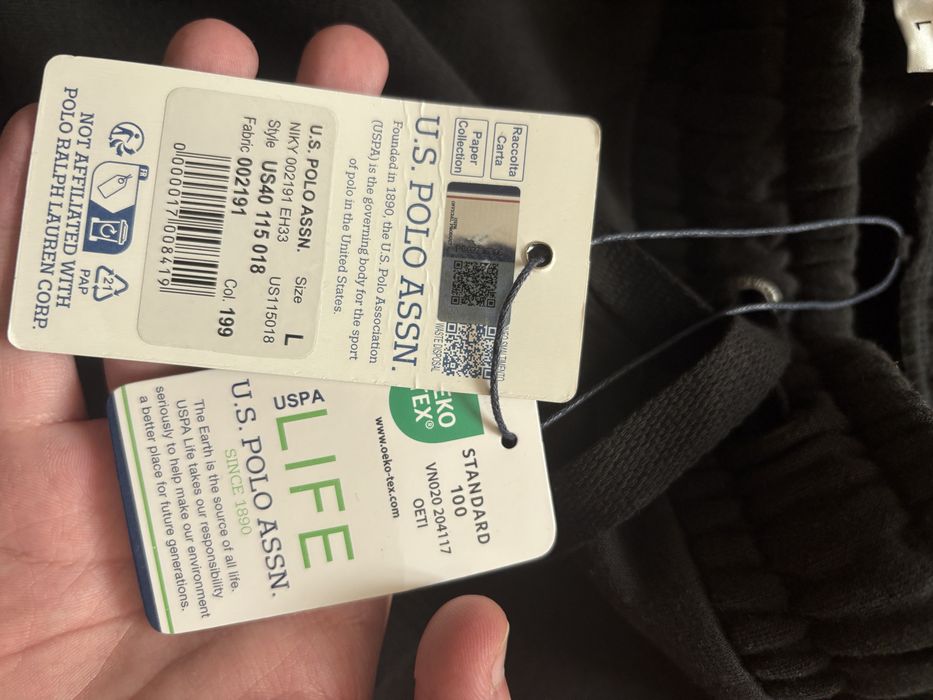 Raccolta
Carta
Paper
Collection
U.S. POLO ASSN.
Founded in 1890, the U.S. Polo Association
(USPA) is the governing body for the sport
of polo in the United States.
WASTE DISPOSAL
U.S. POLO ASSN. Size L
NIKY 002191 EH33 US115018
Style US40 115 018
Fabric 002191 Col. 199
FR
21
PAP
NOT AFFILIATED WITH
POLO RALPH LAUREN CORP.
TEX®
STANDARD
100
VN020 204117
OETI
www.oeko-tex.com
USPA
LIFE
U.S. POLO ASSN.
SINCE 1890
The Earth is the source of all life.
USPA Life takes our responsibility
seriously to help make our environment
a better place for future generations.
L